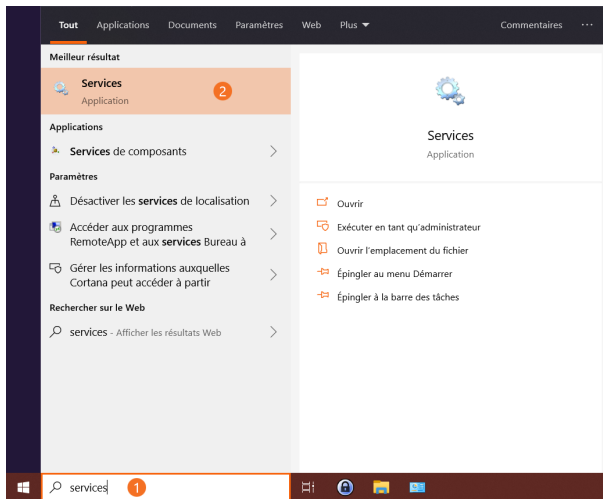 Tout Applications Documents Paramètres Web Plus Commentaires ...
Meilleur résultat
Services
Application
2
Applications
Services de composants
Paramètres
Désactiver les services de localisation
Accéder aux programmes
RemoteApp et aux services Bureau à
Gérer les informations auxquelles
Cortana peut accéder à partir
Rechercher sur le Web
services - Afficher les résultats Web
Services
Application
Ouvrir
Exécuter en tant qu'administrateur
Ouvrir l'emplacement du fichier
Épingler au menu Démarrer
Épingler à la barre des tâches
services 1